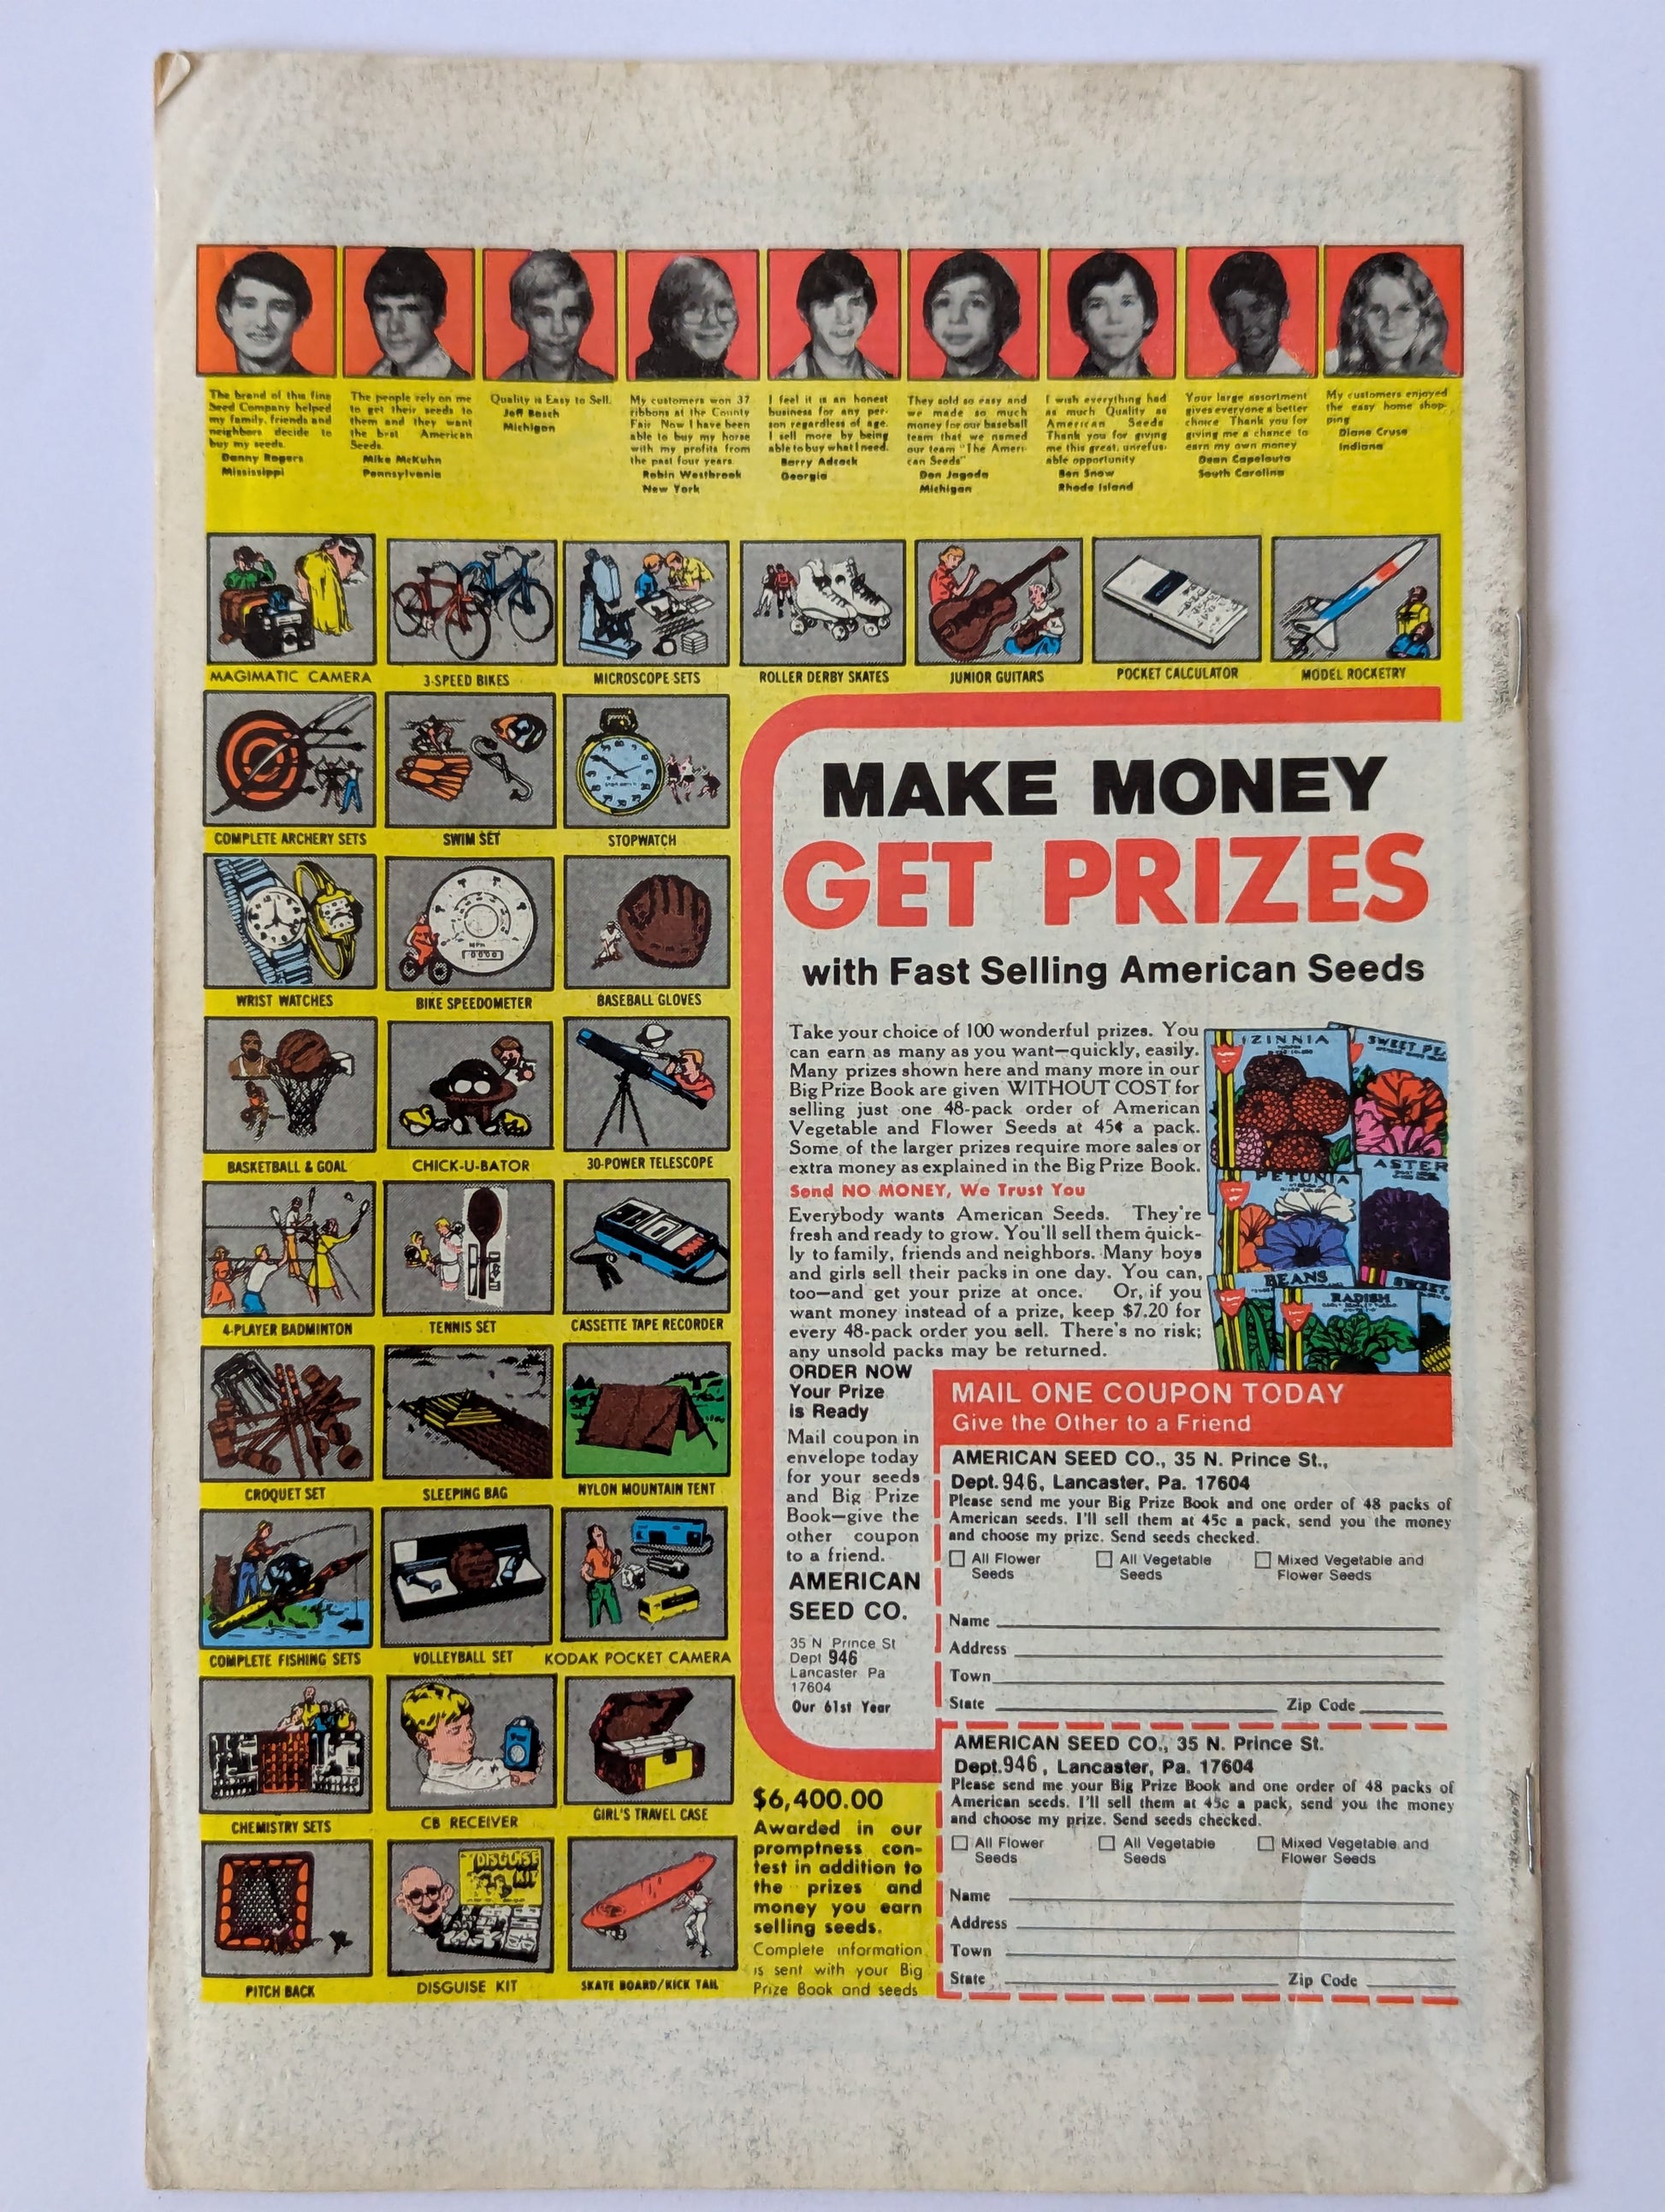 The brand of this fine
Seed Company helped
my family, friends and
neighbors decide to
buy my seeds.
Danny Rogers
Mississippi
The people rely on me
to get their seeds to
them and they want
the best American
Seeds.
Mike McKuhn
Pennsylvania
Quality is Easy to Sell.
Jeff Basch
Michigan
My customers won 37
ribbons at the County
Fair Now I have been
able to buy my horse
with my profits from
the past four years.
Robin Westbrook
New York
I feel it is an honest
business for any per-
son regardless of age.
I sell more by being
able to buy what I need.
Barry Adcock
Georgia
They sold so easy and
we made so much
money for our baseball
team that we named
our team "The Ameri-
can Seeds"
Don Jagoda
Michigan
I wish everything had
as much Quality as
American Seeds
Thank you for giving
me this great, unrefus-
able opportunity
Ben Snow
Rhode Island
Your large assortment
gives everyone a better
choice Thank you for
giving me a chance to
earn my own money
Dean Capelouto
South Carolina
My customers enjoyed
the easy home shop-
ping
Diane Cruse
Indiana
MAGIMATIC CAMERA
3-SPEED BIKES
MICROSCOPE SETS
ROLLER DERBY SKATES
JUNIOR GUITARS
POCKET CALCULATOR
MODEL ROCKETRY
COMPLETE ARCHERY SETS
SWIM SET
STOPWATCH
WRIST WATCHES
MPH
BIKE SPEEDOMETER
BASEBALL GLOVES
BASKETBALL & GOAL
CHICK-U-BATOR
30-POWER TELESCOPE
4-PLAYER BADMINTON
TENNIS SET
CASSETTE TAPE RECORDER
CROQUET SET
SLEEPING BAG
NYLON MOUNTAIN TENT
COMPLETE FISHING SETS
VOLLEYBALL SET
KODAK POCKET CAMERA
CHEMISTRY SETS
CB RECEIVER
GIRL'S TRAVEL CASE
PITCH BACK
DISGUISE
KIT
DISGUISE KIT
SKATE BOARD/KICK TAIL
MAKE MONEY
GET PRIZES
with Fast Selling American Seeds
Take your choice of 100 wonderful prizes. You
can earn as many as you want—quickly, easily.
Many prizes shown here and many more in our
Big Prize Book are given WITHOUT COST for
selling just one 48-pack order of American
Vegetable and Flower Seeds at 45¢ a pack.
Some of the larger prizes require more sales or
extra money as explained in the Big Prize Book.
Send NO MONEY, We Trust You
Everybody wants American Seeds. They're
fresh and ready to grow. You'll sell them quick-
ly to family, friends and neighbors. Many boys
and girls sell their packs in one day. You can,
too—and get your prize at once. Or, if you
want money instead of a prize, keep $7.20 for
every 48-pack order you sell. There's no risk;
any unsold packs may be returned.
ZINNIA
SWEET PE
PETUNIA
ASTER
BEANS
RADISH
SWEET
ORDER NOW
Your Prize
is Ready
Mail coupon in
envelope today
for your seeds
and Big Prize
Book—give the
other coupon
to a friend.
AMERICAN
SEED CO.
35 N Prince St
Dept 946
Lancaster Pa
17604
Our 61st Year
MAIL ONE COUPON TODAY
Give the Other to a Friend
AMERICAN SEED CO., 35 N. Prince St.,
Dept. 946, Lancaster, Pa. 17604
Please send me your Big Prize Book and one order of 48 packs of
American seeds. I'll sell them at 45c a pack, send you the money
and choose my prize. Send seeds checked.
All Flower
Seeds
All Vegetable
Seeds
Mixed Vegetable and
Flower Seeds
Name
Address
Town
State Zip Code
AMERICAN SEED CO., 35 N. Prince St.
Dept. 946, Lancaster, Pa. 17604
Please send me your Big Prize Book and one order of 48 packs of
American seeds. I'll sell them at 45c a pack, send you the money
and choose my prize. Send seeds checked.
All Flower
Seeds
All Vegetable
Seeds
Mixed Vegetable and
Flower Seeds
Name
Address
Town
State Zip Code
$6,400.00
Awarded in our
promptness con-
test in addition to
the prizes and
money you earn
selling seeds.
Complete information
is sent with your Big
Prize Book and seeds